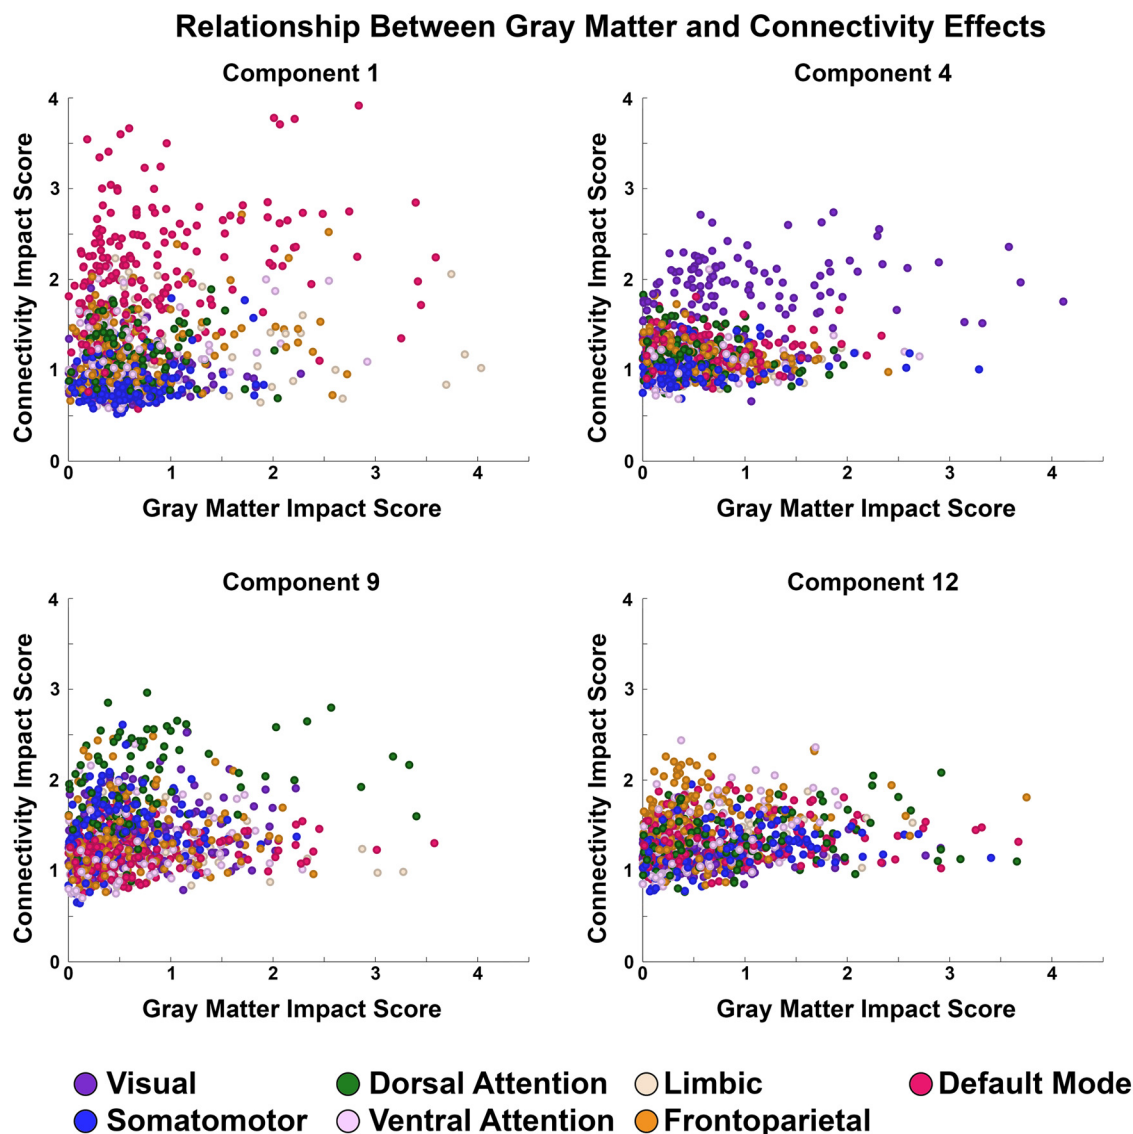 Relationship Between Gray Matter and Connectivity Effects
Component 1
Component 4
Connectivity Impact Score
4
3
2
1
0
0 1 2 3 4
Gray Matter Impact Score
Connectivity Impact Score
4
3
2
1
0
0 1 2 3 4
Gray Matter Impact Score
Component 9
Component 12
Connectivity Impact Score
4
3
2
1
0
0 1 2 3 4
Gray Matter Impact Score
Connectivity Impact Score
4
3
2
1
0
0 1 2 3 4
Gray Matter Impact Score
Visual
Dorsal Attention
Limbic
Default Mode
Somatomotor
Ventral Attention
Frontoparietal